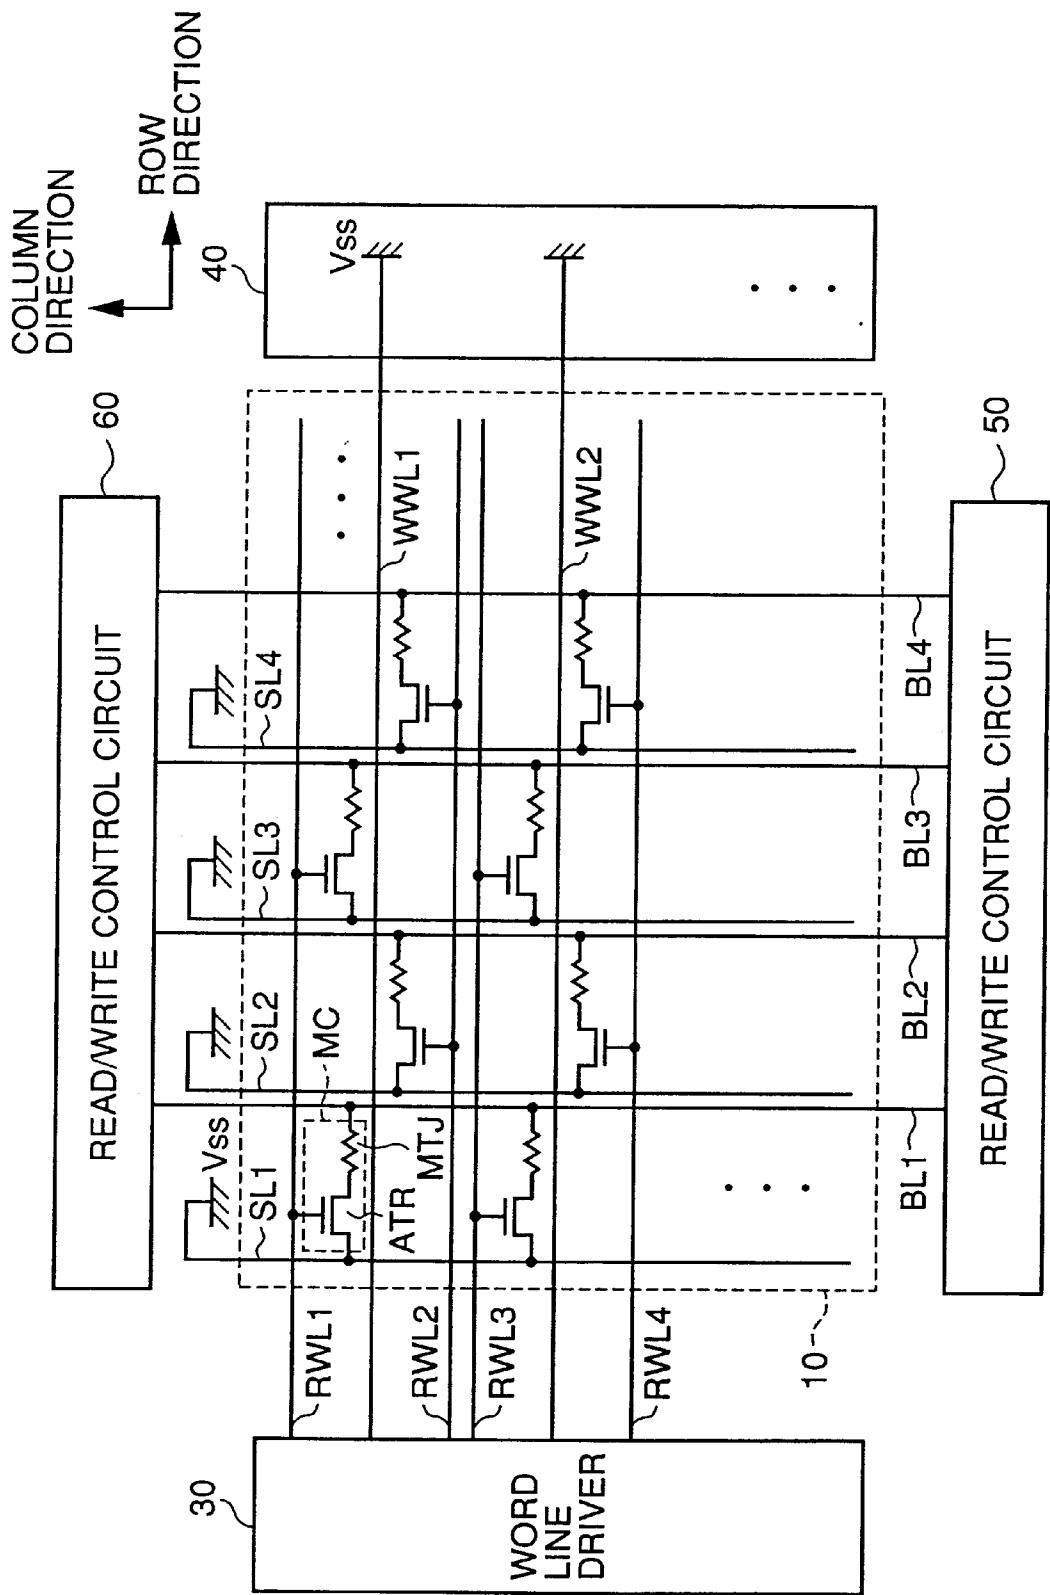 COLUMN
DIRECTION
ROW
DIRECTION
60
READ/WRITE CONTROL CIRCUIT
40
Vss
Vss
SL1
SL2
SL3
SL4
MC
MTJ
ATR
WWL1
WWL2
RWL1
RWL2
RWL3
RWL4
30
WORD
LINE
DRIVER
10
BL1
BL2
BL3
BL4
50
READ/WRITE CONTROL CIRCUIT